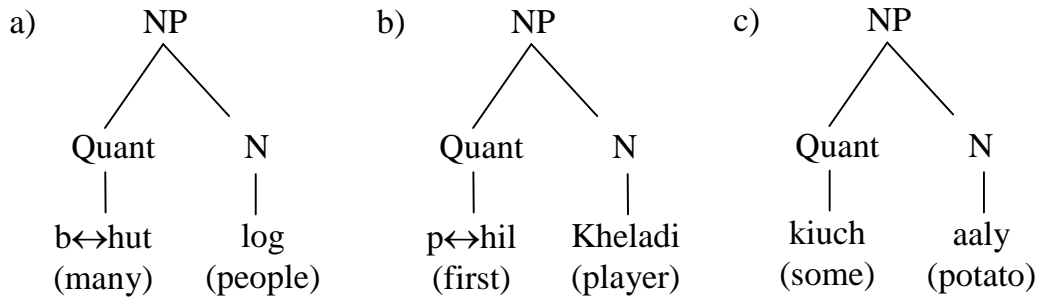 a) NP b) NP c) NP
Quant N Quant N Quant N
b↔hut log p↔hil Kheladi kiuch aaly
(many) (people) (first) (player) (some) (potato)